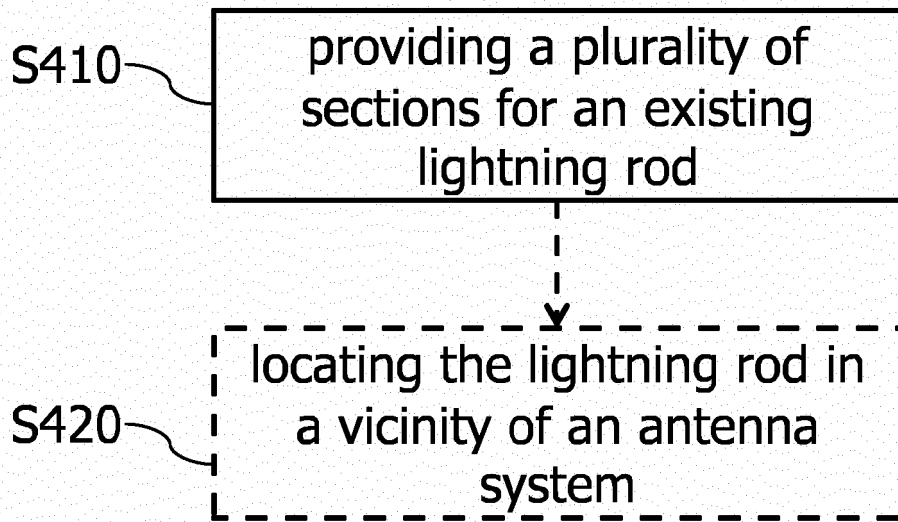 S410
providing a plurality of
sections for an existing
lightning rod
S420
locating the lightning rod in
a vicinity of an antenna
system